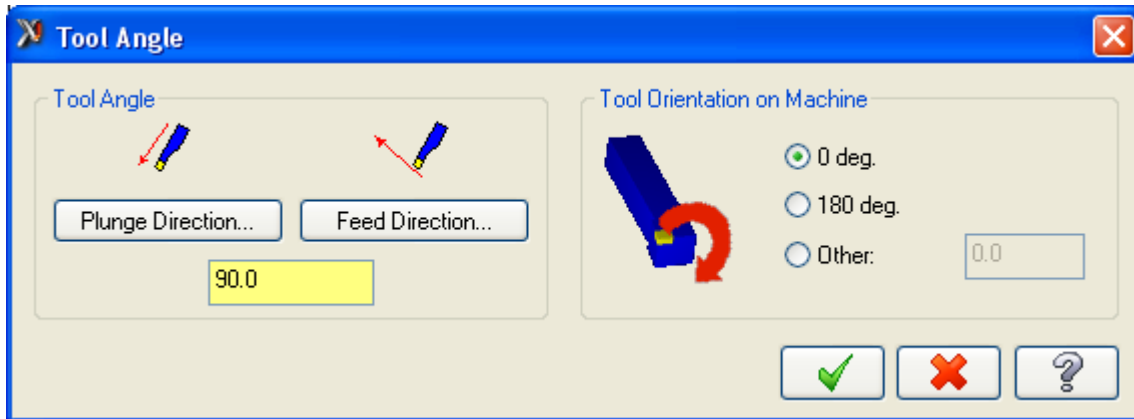 Tool Angle
Tool Angle
Plunge Direction...
Feed Direction...
90.0
Tool Orientation on Machine
0 deg.
180 deg.
Other:
0.0
?